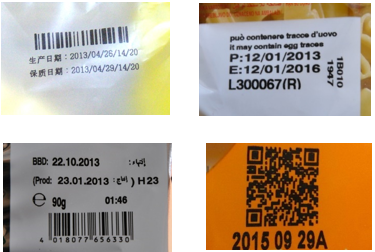 生产日期：2013/04/26/14/20
保质日期：2013/04/29/14/20
può contenere tracce d'uovo
it may contain egg traces
P:12/01/2013
E:12/01/2016
L300067(R)
1B010
1947
BBD: 22.10.2013 إنتهاء:
(Prod: 23.01.2013 إنتاج: ) H23
e 90g 01:46
4 018077 656330
2015 09 29A